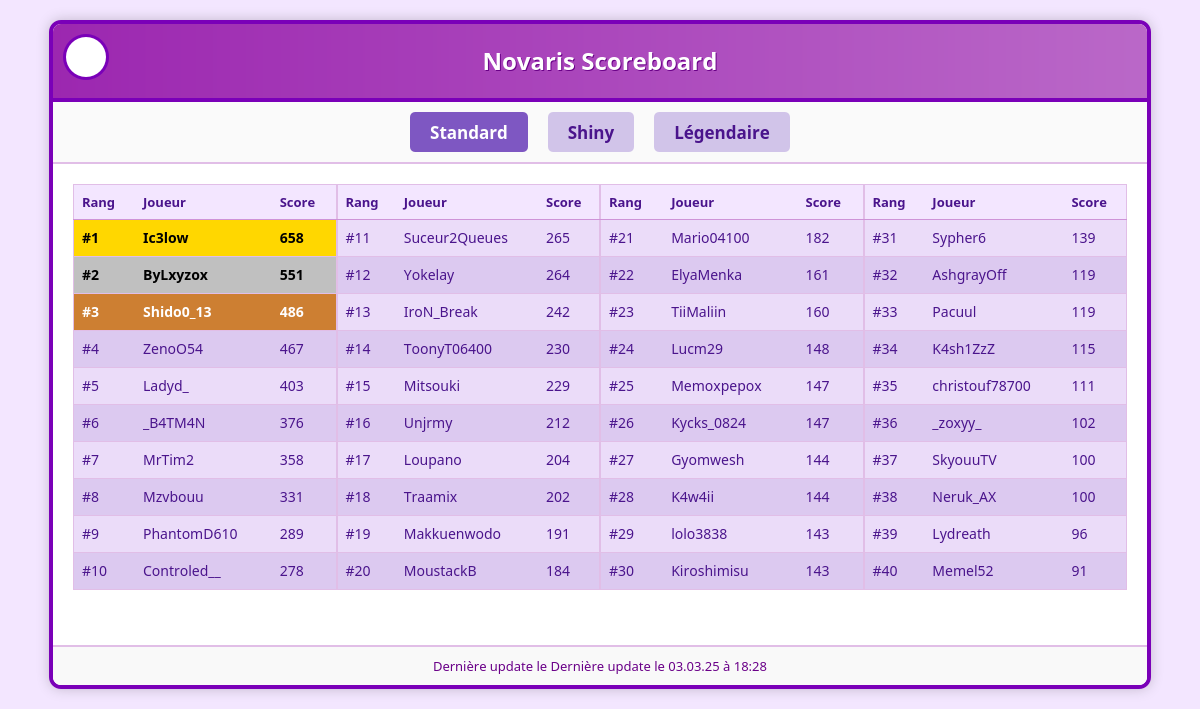 Novaris Scoreboard
Standard Shiny Légendaire
Rang Joueur Score Rang Joueur Score Rang Joueur Score Rang Joueur Score
#1 Ic3low 658 #11 Suceur2Queues 265 #21 Mario04100 182 #31 Sypher6 139
#2 ByLxyzox 551 #12 Yokelay 264 #22 ElyaMenka 161 #32 AshgrayOff 119
#3 Shido0_13 486 #13 IroN_Break 242 #23 TiiMaliin 160 #33 Pacuul 119
#4 ZenoO54 467 #14 ToonyT06400 230 #24 Lucm29 148 #34 K4sh1ZzZ 115
#5 Ladyd_ 403 #15 Mitsouki 229 #25 Memoxpepox 147 #35 christouf78700 111
#6 _B4TM4N 376 #16 Unjrmy 212 #26 Kycks_0824 147 #36 _zoxyy_ 102
#7 MrTim2 358 #17 Loupano 204 #27 Gyomwesh 144 #37 SkyouuTV 100
#8 Mzvbouu 331 #18 Traamix 202 #28 K4w4ii 144 #38 Neruk_AX 100
#9 PhantomD610 289 #19 Makkuenwodo 191 #29 lolo3838 143 #39 Lydreath 96
#10 Controled__ 278 #20 MoustackB 184 #30 Kiroshimisu 143 #40 Memel52 91
Dernière update le Dernière update le 03.03.25 à 18:28